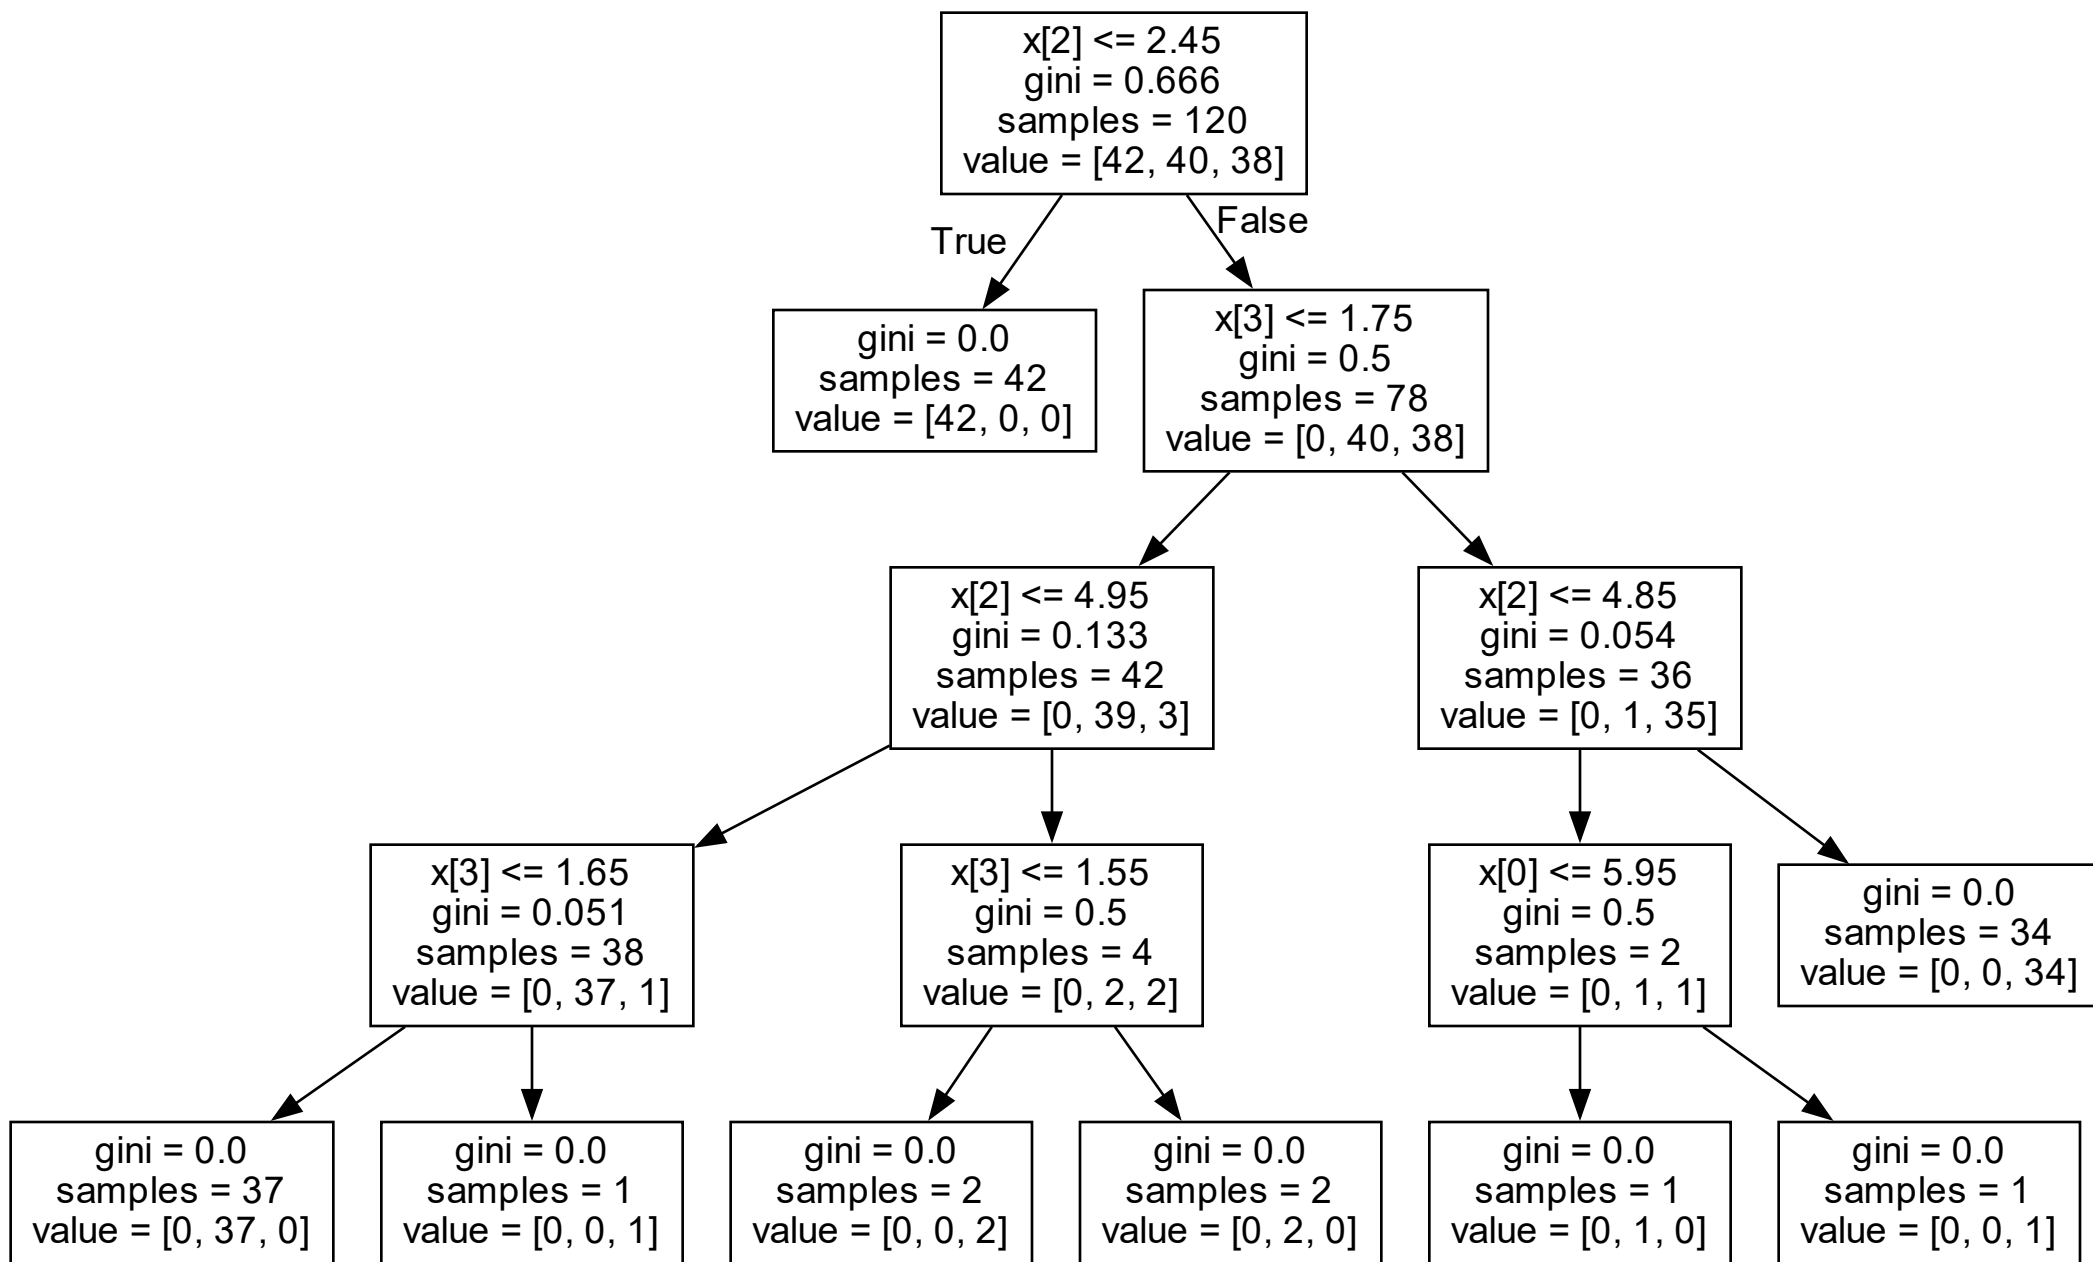 x[2] <= 2.45
gini = 0.666
samples = 120
value = [42, 40, 38]
True
False
gini = 0.0
samples = 42
value = [42, 0, 0]
x[3] <= 1.75
gini = 0.5
samples = 78
value = [0, 40, 38]
x[2] <= 4.95
gini = 0.133
samples = 42
value = [0, 39, 3]
x[2] <= 4.85
gini = 0.054
samples = 36
value = [0, 1, 35]
x[3] <= 1.65
gini = 0.051
samples = 38
value = [0, 37, 1]
x[3] <= 1.55
gini = 0.5
samples = 4
value = [0, 2, 2]
x[0] <= 5.95
gini = 0.5
samples = 2
value = [0, 1, 1]
gini = 0.0
samples = 34
value = [0, 0, 34]
gini = 0.0
samples = 37
value = [0, 37, 0]
gini = 0.0
samples = 1
value = [0, 0, 1]
gini = 0.0
samples = 2
value = [0, 0, 2]
gini = 0.0
samples = 2
value = [0, 2, 0]
gini = 0.0
samples = 1
value = [0, 1, 0]
gini = 0.0
samples = 1
value = [0, 0, 1]